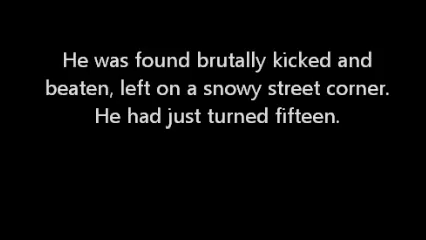 He was found brutally kicked and
beaten, left on a snowy street corner.
He had just turned fifteen.